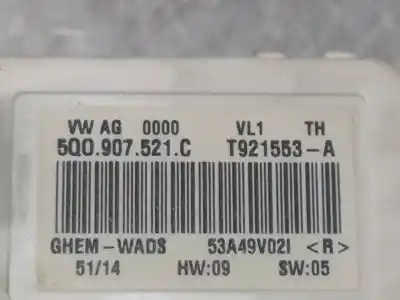 VW AG 0000 VL1 TH
5Q0.907.521.C T921553-A
GHEM-WADS 53A49V02I <R>
51/14 HW:09 SW:05